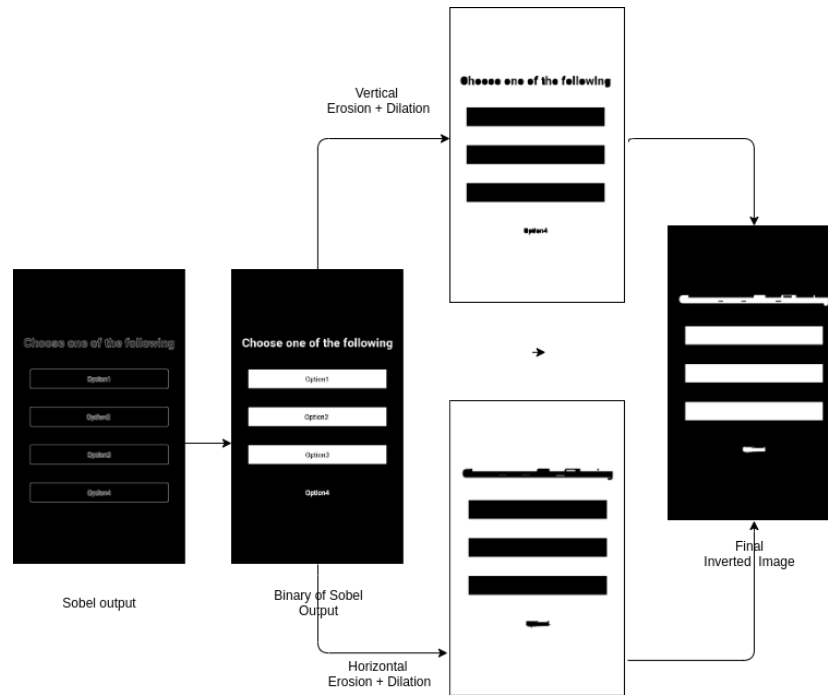 Vertical
Erosion + Dilation
Choose one of the following
Option4
Choose one of the following
Option1
Option2
Option3
Option4
Sobel output
Choose one of the following
Option1
Option2
Option3
Option4
Binary of Sobel
Output
Horizontal
Erosion + Dilation
Final
Inverted Image